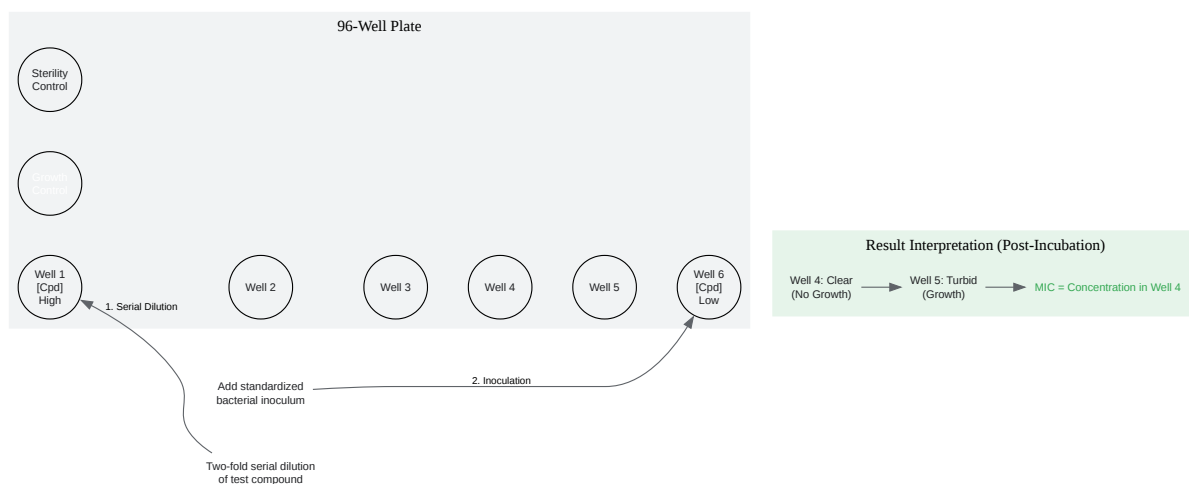 96-Well Plate
Sterility
Control
Growth
Control
Well 1
[Cpd]
High
Well 2
Well 3
Well 4
Well 5
Well 6
[Cpd]
Low
1. Serial Dilution
Add standardized
bacterial inoculum
2. Inoculation
Two-fold serial dilution
of test compound
Result Interpretation (Post-Incubation)
Well 4: Clear
(No Growth)
Well 5: Turbid
(Growth)
MIC = Concentration in Well 4